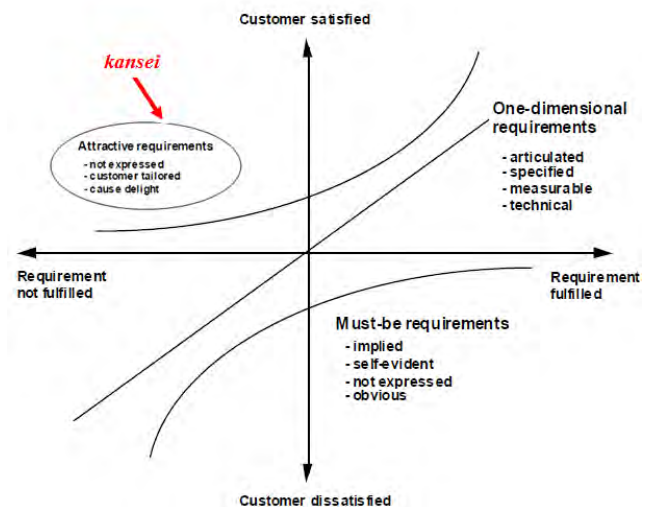 Customer satisfied
kansei
Attractive requirements
- not expressed
- customer tailored
- cause delight
One-dimensional
requirements
- articulated
- specified
- measurable
- technical
Requirement
not fulfilled
Requirement
fulfilled
Must-be requirements
- implied
- self-evident
- not expressed
- obvious
Customer dissatisfied